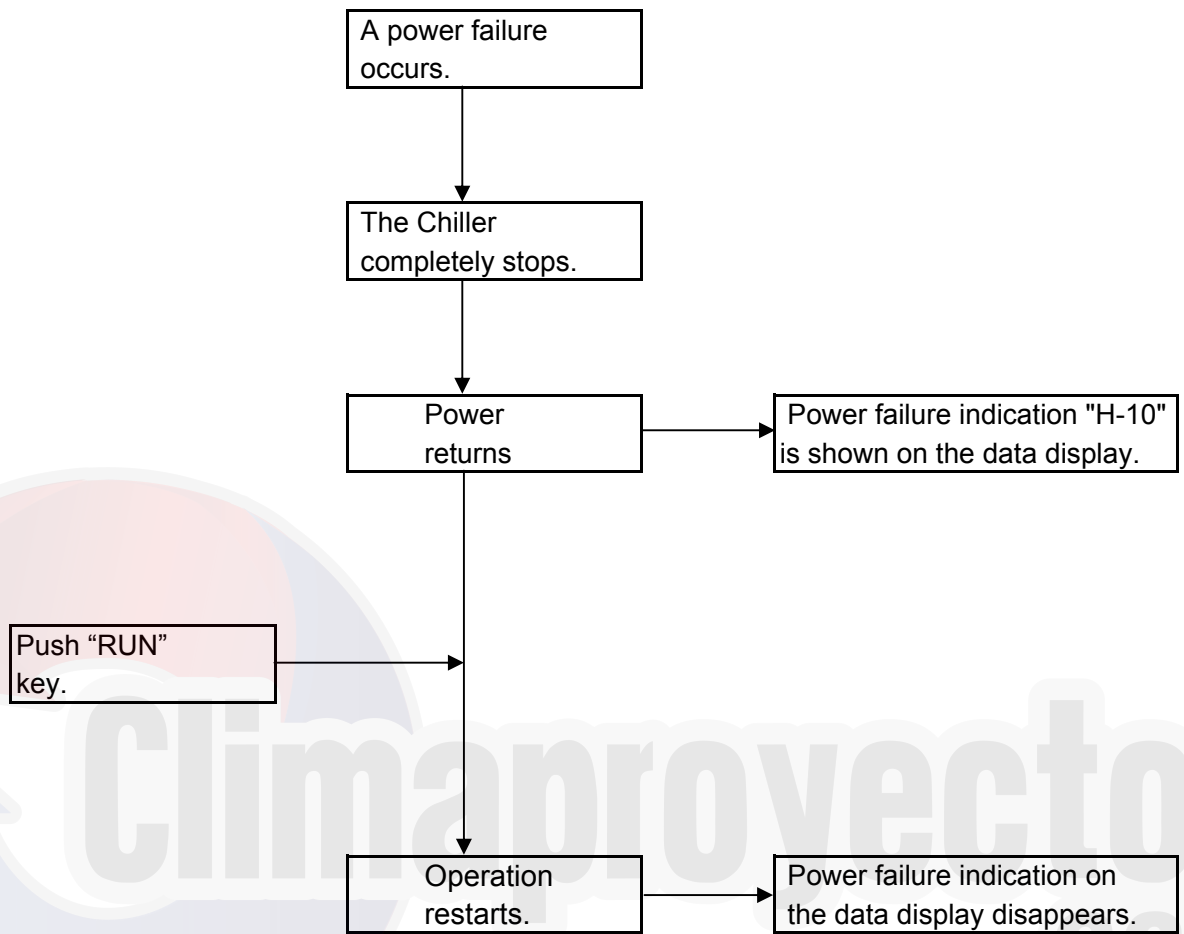 A power failure
occurs.
The Chiller
completely stops.
Power
returns
Power failure indication "H-10"
is shown on the data display.
Push “RUN”
key.
Operation
restarts.
Power failure indication on
the data display disappears.
Climaproyecto